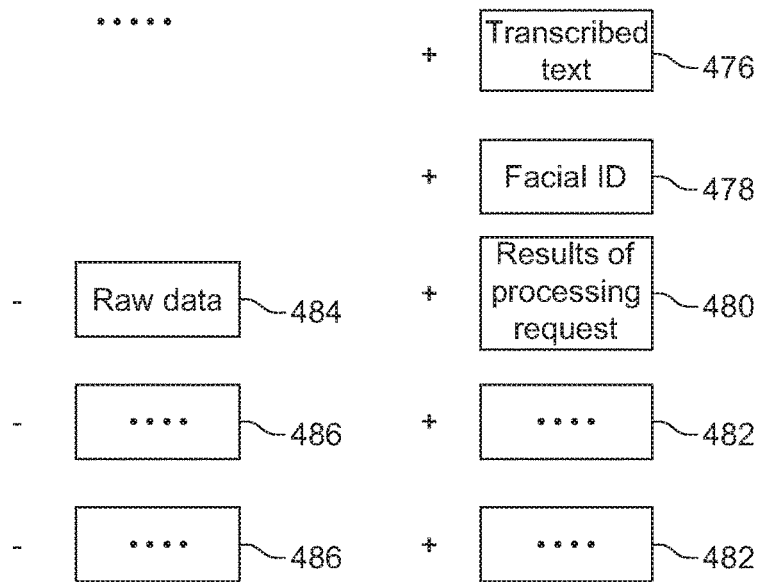 •••••
+ Transcribed
text 476
+ Facial ID 478
- Raw data 484
+ Results of
processing
request 480
- •••• 486
+ •••• 482
- •••• 486
+ •••• 482